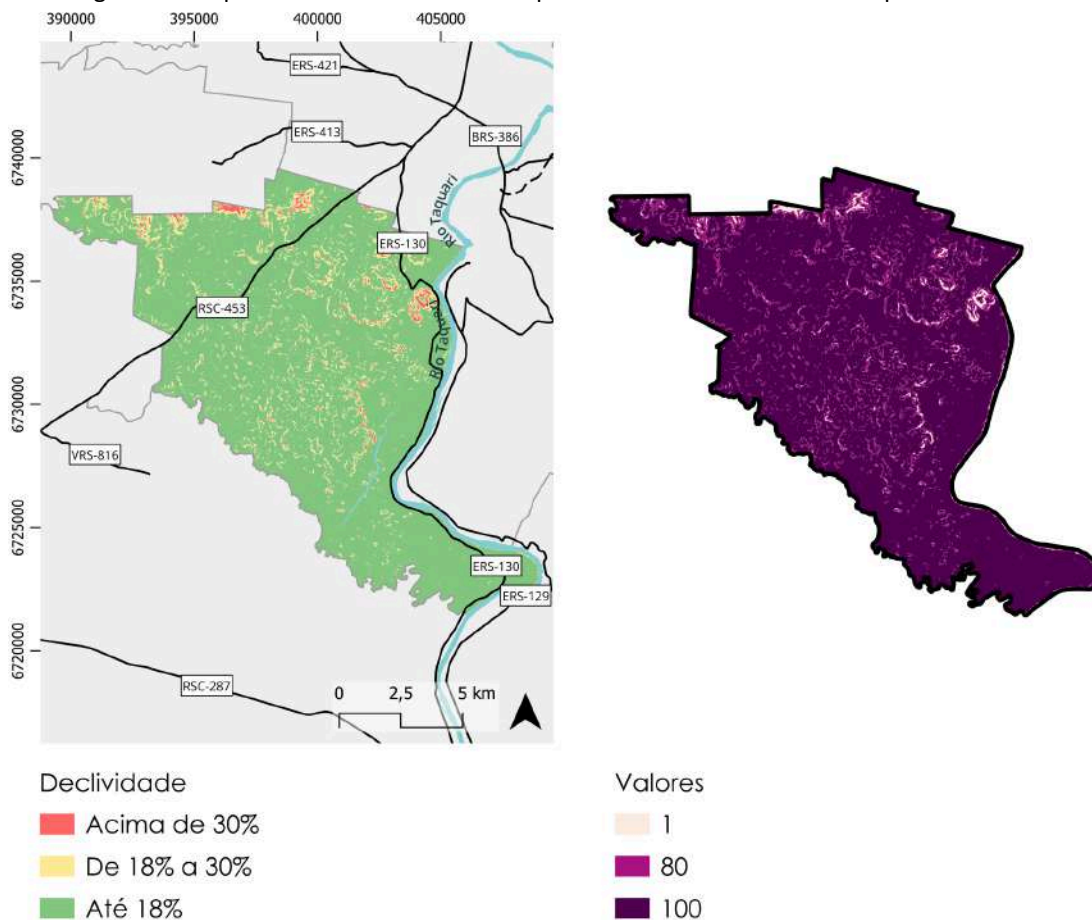 390000 395000 400000 405000
ERS-421
ERS-413
BRS-386
6740000
Rio Taquari
ERS-130
6735000
RSC-453
Rio Taquari
6730000
VRS-816
6725000
ERS-130
ERS-129
6720000
RSC-287
0 2,5 5 km
Declividade
Acima de 30%
De 18% a 30%
Até 18%
Valores
1
80
100